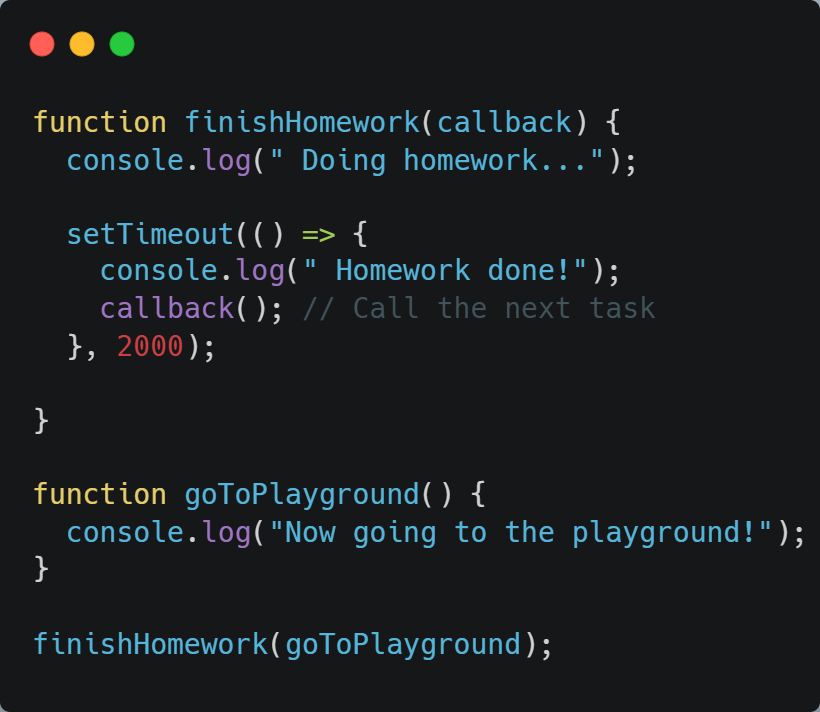 function finishHomework(callback) {
  console.log(" Doing homework...");
  setTimeout(() => {
    console.log(" Homework done!");
    callback(); // Call the next task
  }, 2000);
}
function goToPlayground() {
  console.log("Now going to the playground!");
}
finishHomework(goToPlayground);